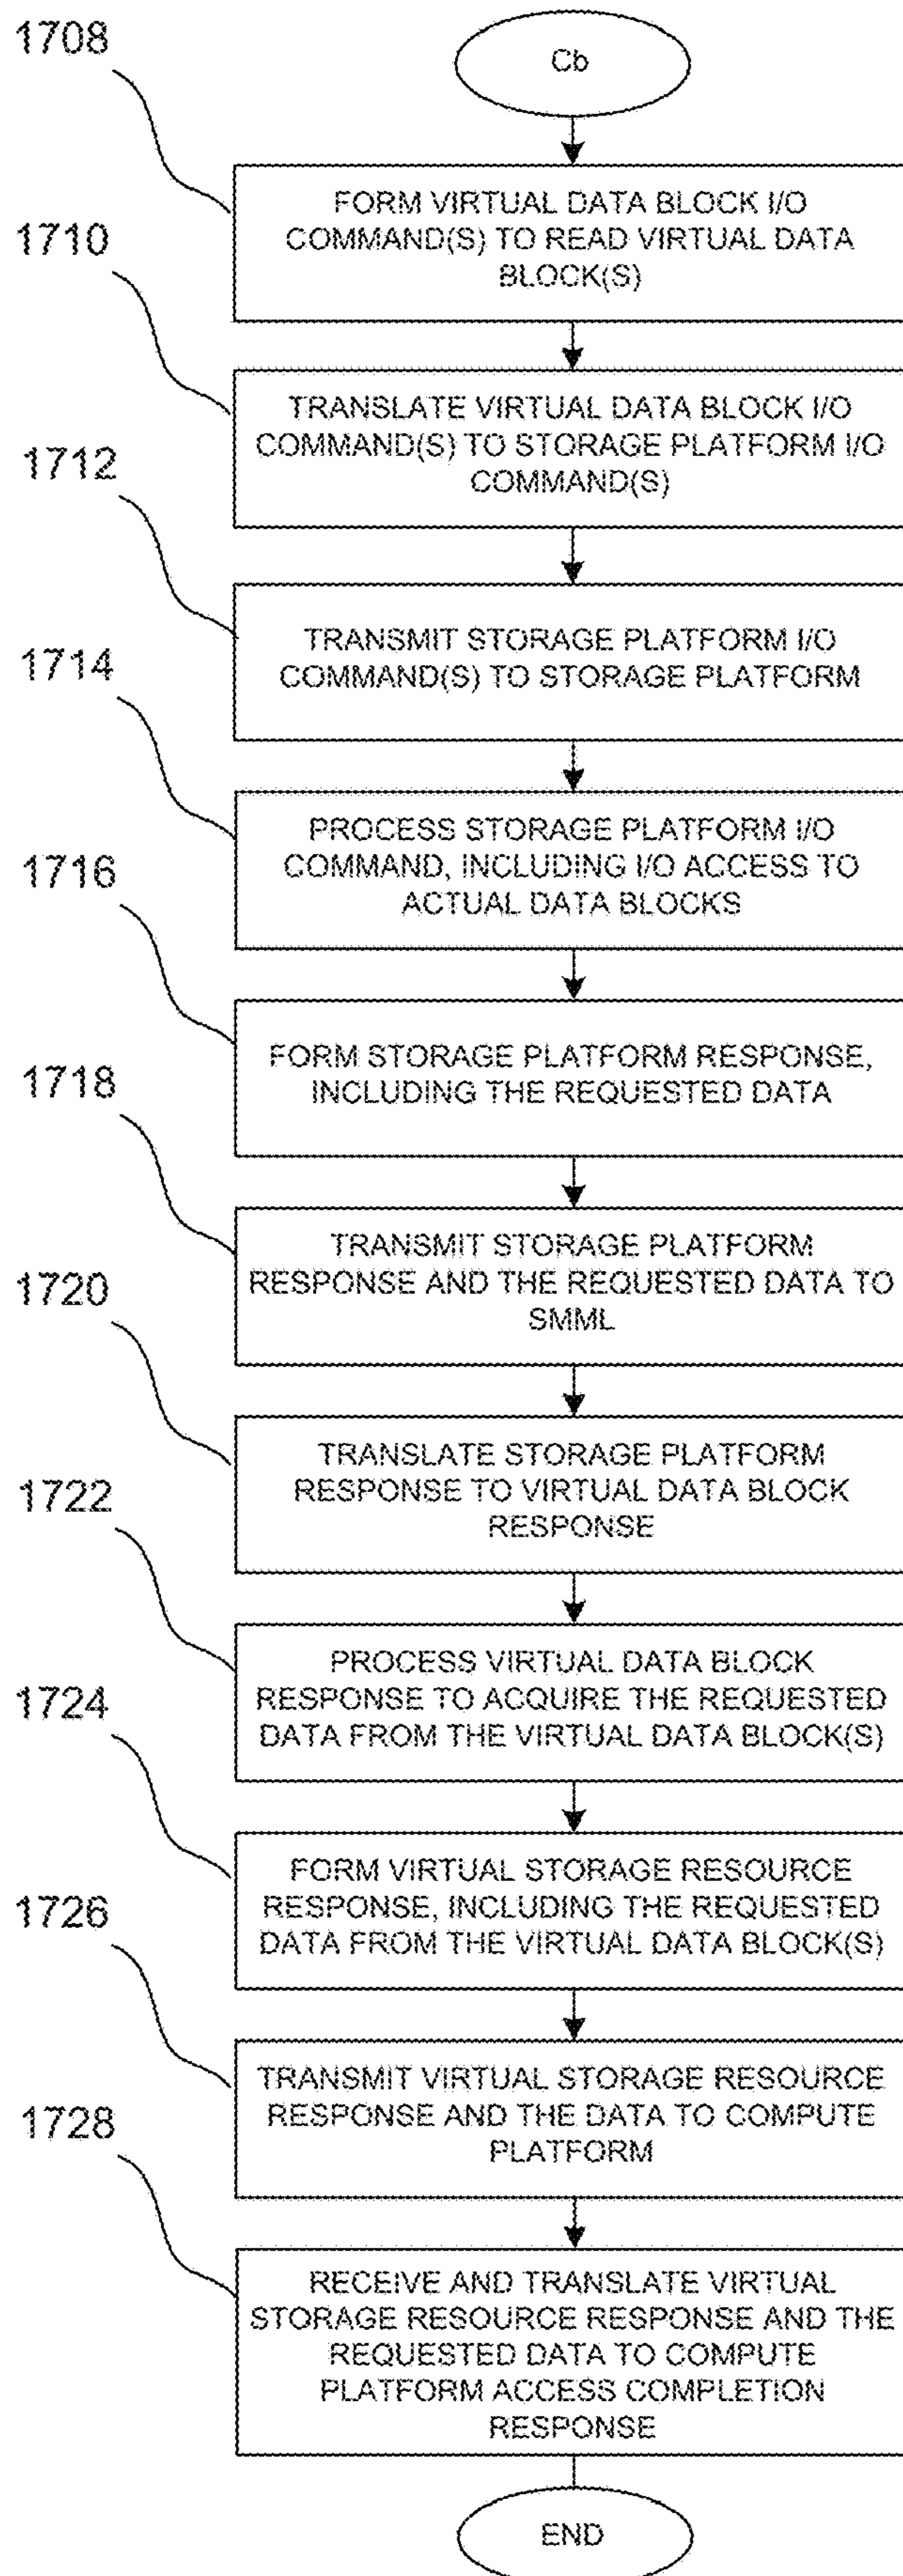 1708
Cb
FORM VIRTUAL DATA BLOCK I/O
COMMAND(S) TO READ VIRTUAL DATA
BLOCK(S)
1710
TRANSLATE VIRTUAL DATA BLOCK I/O
COMMAND(S) TO STORAGE PLATFORM I/O
COMMAND(S)
1712
TRANSMIT STORAGE PLATFORM I/O
COMMAND(S) TO STORAGE PLATFORM
1714
PROCESS STORAGE PLATFORM I/O
COMMAND, INCLUDING I/O ACCESS TO
ACTUAL DATA BLOCKS
1716
FORM STORAGE PLATFORM RESPONSE,
INCLUDING THE REQUESTED DATA
1718
TRANSMIT STORAGE PLATFORM
RESPONSE AND THE REQUESTED DATA TO
SMML
1720
TRANSLATE STORAGE PLATFORM
RESPONSE TO VIRTUAL DATA BLOCK
RESPONSE
1722
PROCESS VIRTUAL DATA BLOCK
RESPONSE TO ACQUIRE THE REQUESTED
DATA FROM THE VIRTUAL DATA BLOCK(S)
1724
FORM VIRTUAL STORAGE RESOURCE
RESPONSE, INCLUDING THE REQUESTED
DATA FROM THE VIRTUAL DATA BLOCK(S)
1726
TRANSMIT VIRTUAL STORAGE RESOURCE
RESPONSE AND THE DATA TO COMPUTE
PLATFORM
1728
RECEIVE AND TRANSLATE VIRTUAL
STORAGE RESOURCE RESPONSE AND THE
REQUESTED DATA TO COMPUTE
PLATFORM ACCESS COMPLETION
RESPONSE
END